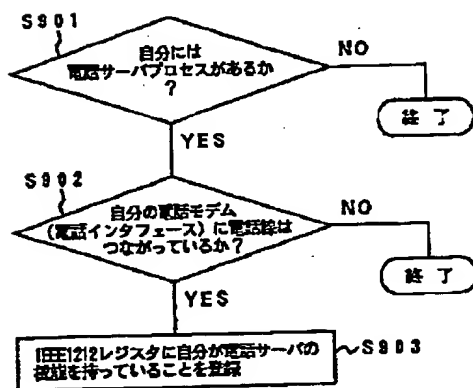 S901
自分には
電話サーバプロセスがあるか
?
NO
終了
YES
S902
自分の電話モデム
(電話インタフェース)に電話線は
つながっているか?
NO
終了
YES
IEEE1212レジスタに自分が電話サーバの
機能を持っていることを登録
S903